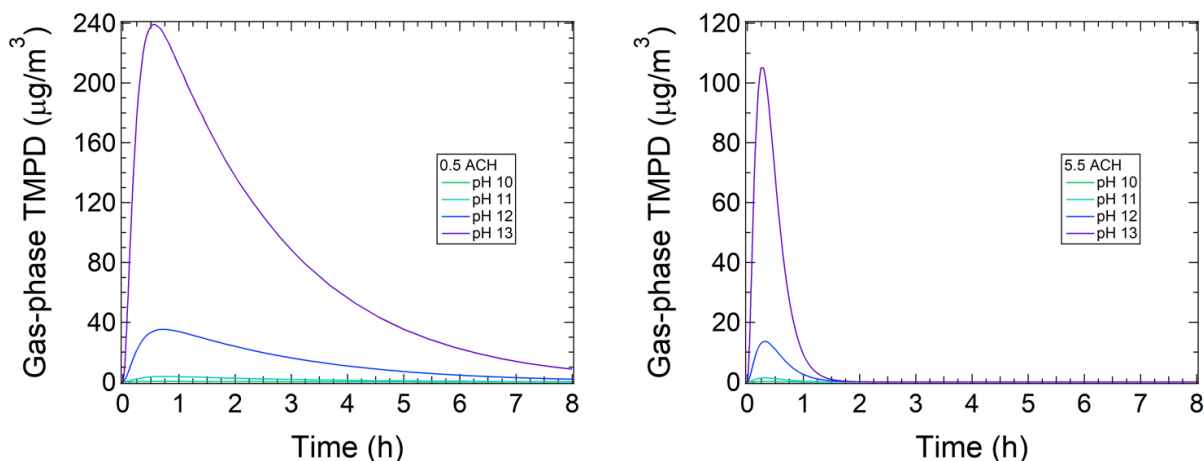 Gas-phase TMPD (μg/m³)
240
200
160
120
80
40
0
0.5 ACH
pH 10
pH 11
pH 12
pH 13
0 1 2 3 4 5 6 7 8
Time (h)
Gas-phase TMPD (μg/m³)
120
100
80
60
40
20
0
5.5 ACH
pH 10
pH 11
pH 12
pH 13
0 1 2 3 4 5 6 7 8
Time (h)